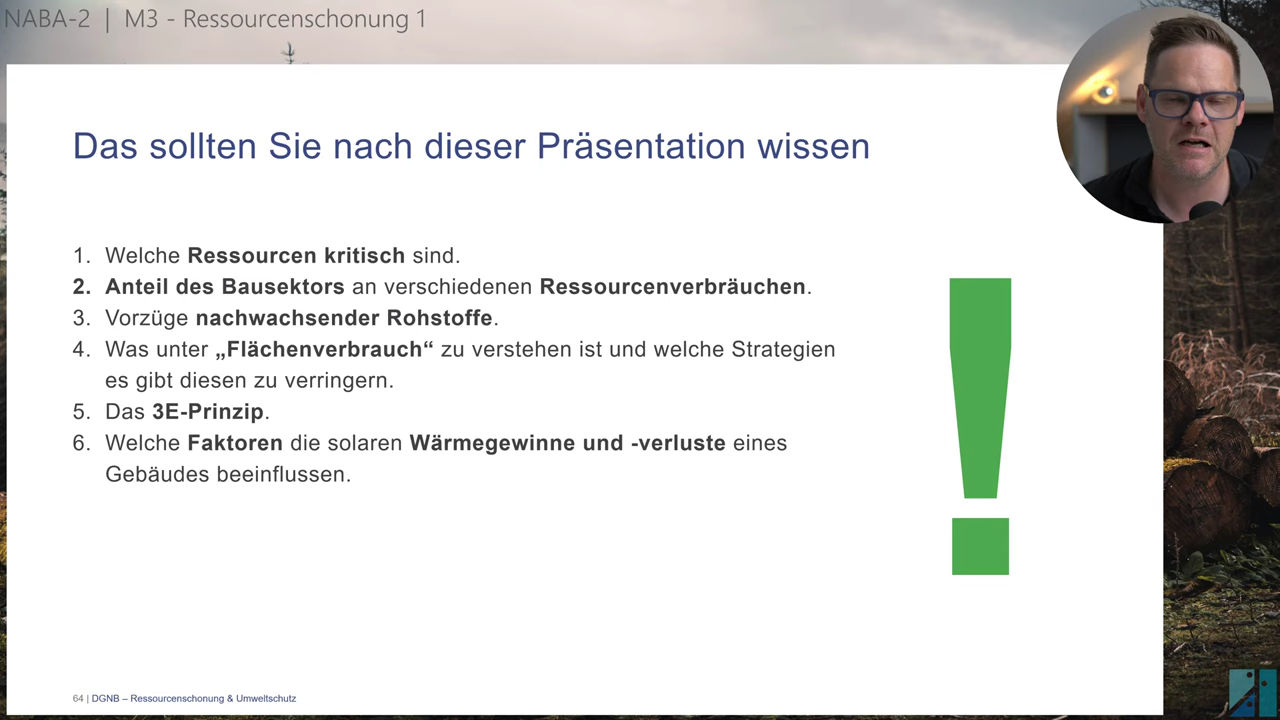 NABA-2 | M3 - Ressourcenschonung 1
Das sollten Sie nach dieser Präsentation wissen
1. Welche Ressourcen kritisch sind.
2. Anteil des Bausektors an verschiedenen Ressourcenverbräuchen.
3. Vorzüge nachwachsender Rohstoffe.
4. Was unter „Flächenverbrauch“ zu verstehen ist und welche Strategien
es gibt diesen zu verringern.
5. Das 3E-Prinzip.
6. Welche Faktoren die solaren Wärmegewinne und -verluste eines
Gebäudes beeinflussen.
!
64 | DGNB – Ressourcenschonung & Umweltschutz